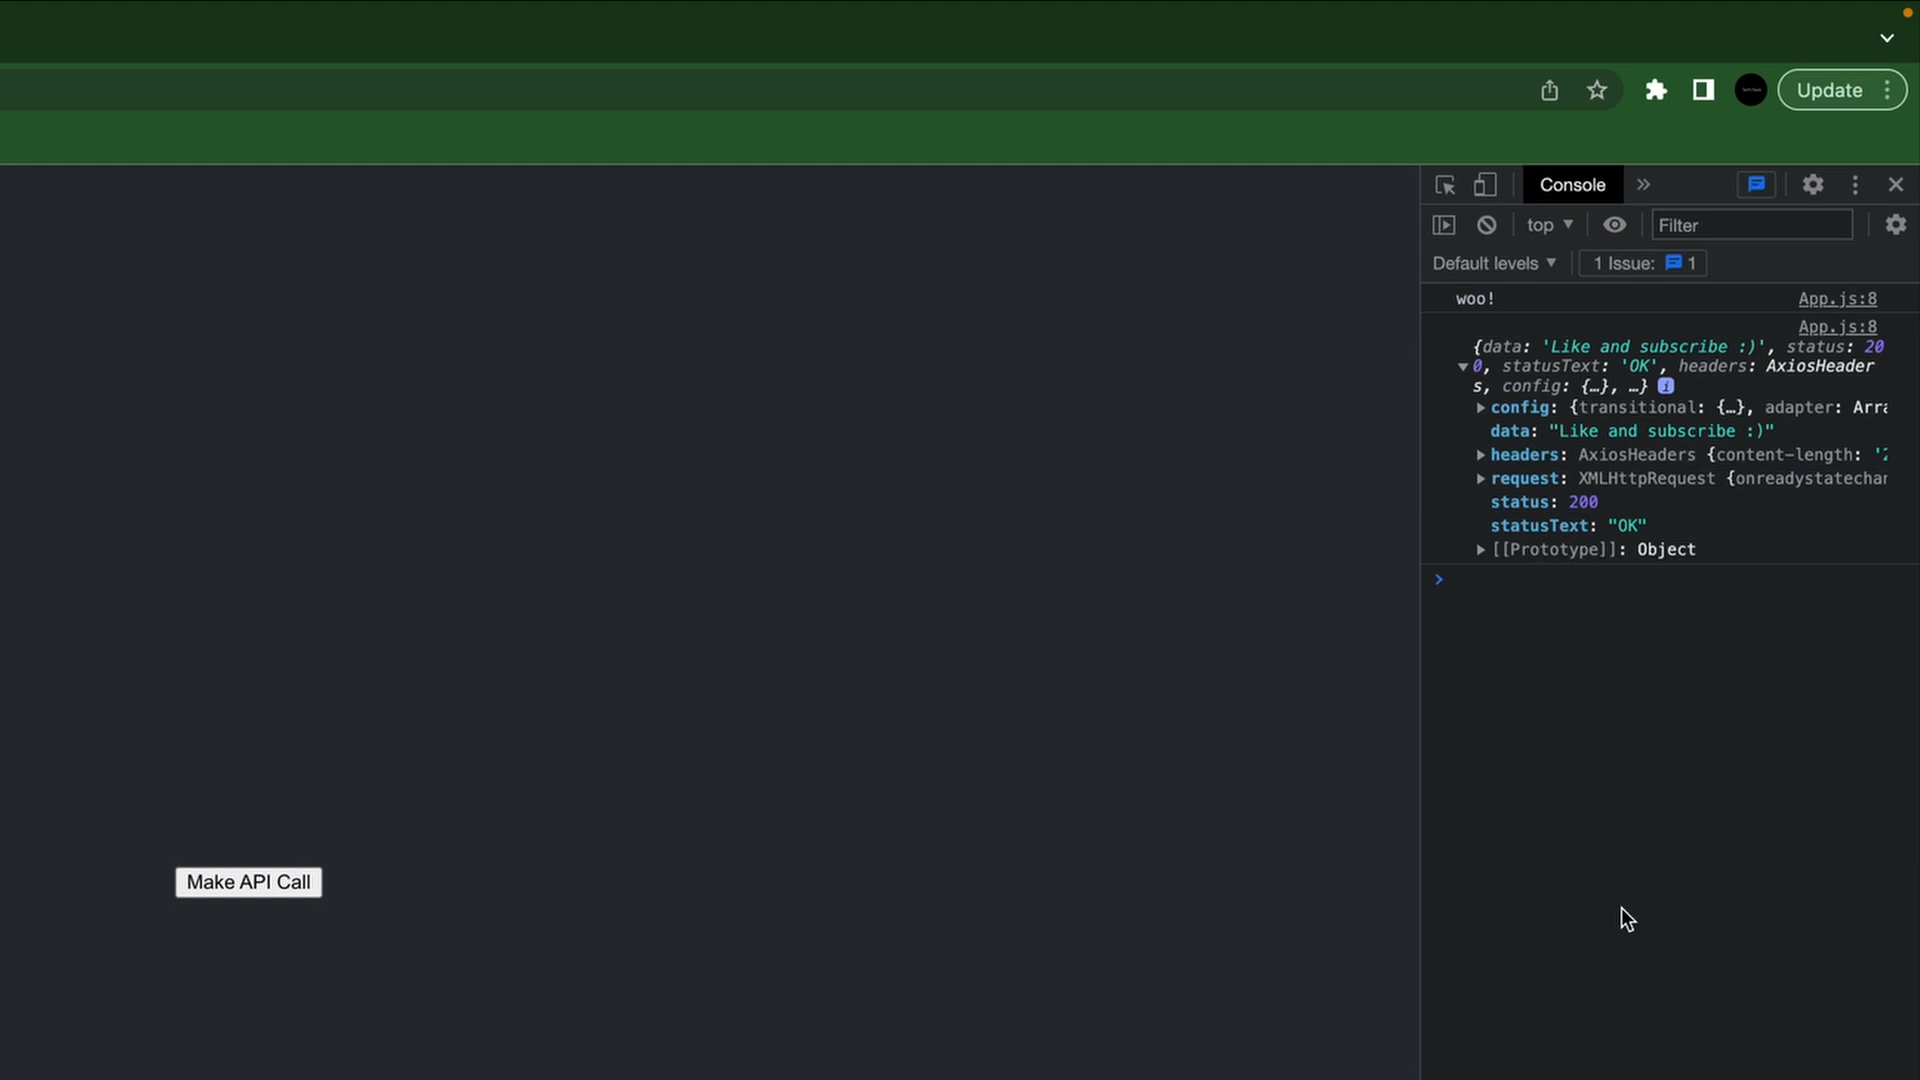 Update
Console
top
Filter
Default levels
1 Issue: 1
woo!
App.js:8
App.js:8
{data: 'Like and subscribe :)', status: 20
0, statusText: 'OK', headers: AxiosHeader
s, config: {…}, …} i
config: {transitional: {…}, adapter: Arra
data: "Like and subscribe :)"
headers: AxiosHeaders {content-length: '2
request: XMLHttpRequest {onreadystatechan
status: 200
statusText: "OK"
[[Prototype]]: Object
Make API Call